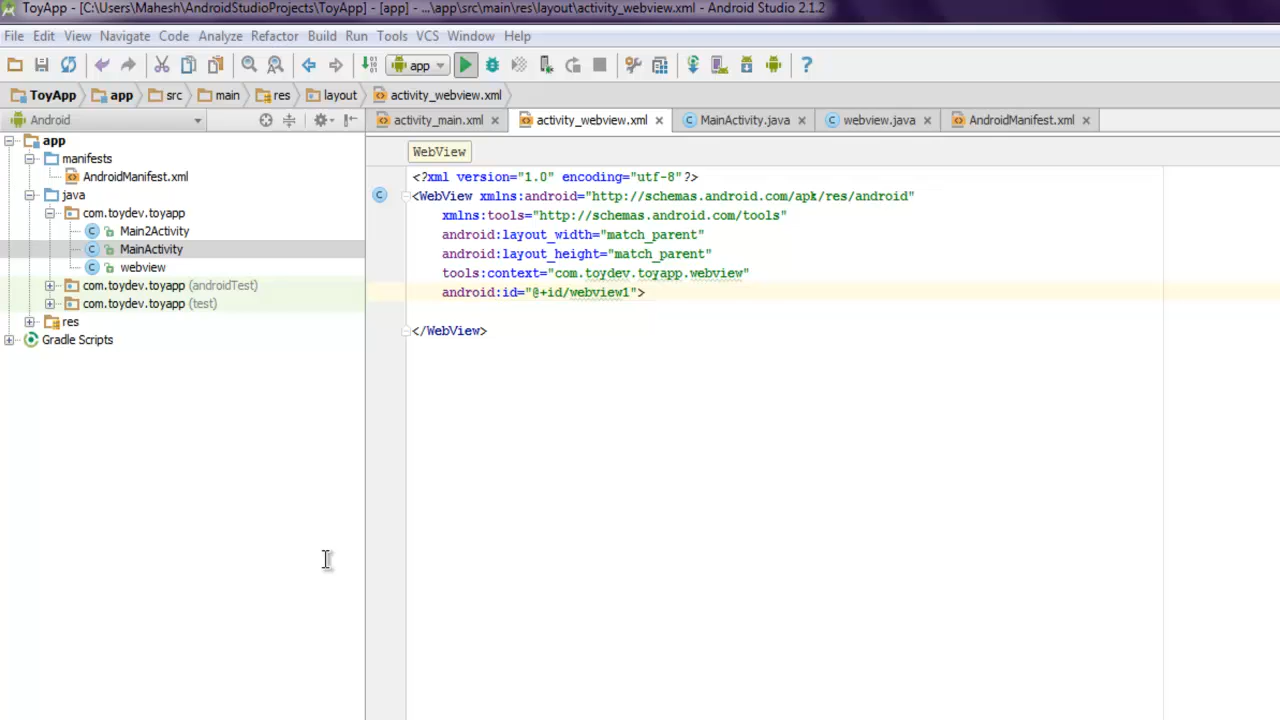 ToyApp - [C:\Users\Mahesh\AndroidStudioProjects\ToyApp] - [app] - ...\app\src\main\res\layout\activity_webview.xml - Android Studio 2.1.2
File Edit View Navigate Code Analyze Refactor Build Run Tools VCS Window Help
app
ToyApp app src main res layout activity_webview.xml
Android
activity_main.xml activity_webview.xml MainActivity.java webview.java AndroidManifest.xml
app
manifests
AndroidManifest.xml
java
com.toydev.toyapp
Main2Activity
MainActivity
webview
com.toydev.toyapp (androidTest)
com.toydev.toyapp (test)
res
Gradle Scripts
WebView
<?xml version="1.0" encoding="utf-8"?>
<WebView xmlns:android="http://schemas.android.com/apk/res/android"
xmlns:tools="http://schemas.android.com/tools"
android:layout_width="match_parent"
android:layout_height="match_parent"
tools:context="com.toydev.toyapp.webview"
android:id="@+id/webview1">
</WebView>